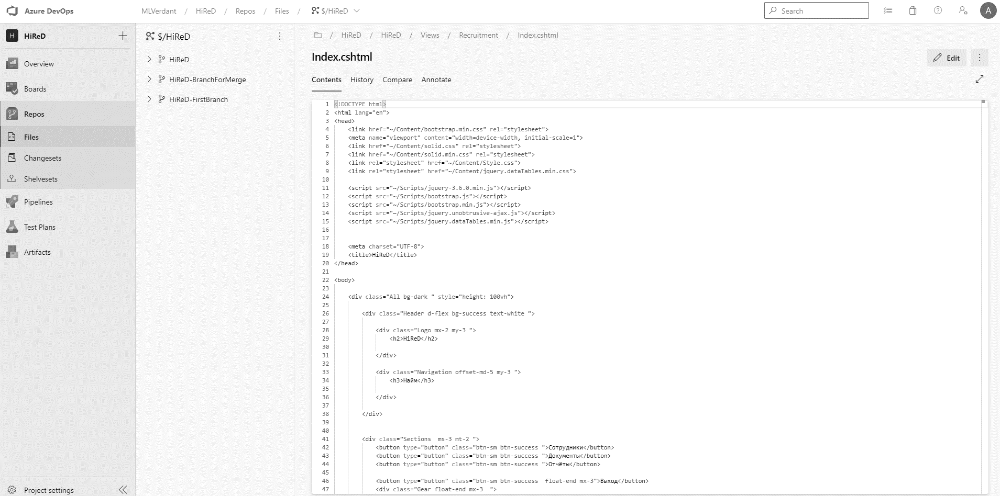 Azure DevOps
MLVerdant / HiReD / Repos / Files / $/HiReD
Search
A
H HiReD
Overview
Boards
Repos
Files
Changesets
Shelvesets
Pipelines
Test Plans
Artifacts
Project settings
$/HiReD
HiReD
HiReD-BranchForMerge
HiReD-FirstBranch
/ HiReD / HiReD / Views / Recruitment / Index.cshtml
Index.cshtml
Edit
Contents History Compare Annotate
1 <!DOCTYPE html>
2 <html lang="en">
3 <head>
4 <link href="~/Content/bootstrap.min.css" rel="stylesheet">
5 <meta name="viewport" content="width=device-width, initial-scale=1">
6 <link href="~/Content/solid.css" rel="stylesheet">
7 <link href="~/Content/solid.min.css" rel="stylesheet">
8 <link rel="stylesheet" href="~/Content/Style.css">
9 <link rel="stylesheet" href="~/Content/jquery.dataTables.min.css">
10
11 <script src="~/Scripts/jquery-3.6.0.min.js"></script>
12 <script src="~/Scripts/bootstrap.js"></script>
13 <script src="~/Scripts/bootstrap.min.js"></script>
14 <script src="~/Scripts/jquery.unobtrusive-ajax.js"></script>
15 <script src="~/Scripts/jquery.dataTables.min.js"></script>
16
17
18 <meta charset="UTF-8">
19 <title>HiReD</title>
20 </head>
21
22 <body>
23
24 <div class="All bg-dark " style="height: 100vh">
25
26 <div class="Header d-flex bg-success text-white ">
27
28 <div class="Logo mx-2 my-3 ">
29 <h2>HiReD</h2>
30
31 </div>
32
33 <div class="Navigation offset-md-5 my-3 ">
34 <h3>Найм</h3>
35
36 </div>
37
38 </div>
39
40
41 <div class="Sections  ms-3 mt-2 ">
42 <button type="button" class="btn-sm btn-success ">Сотрудники</button>
43 <button type="button" class="btn-sm btn-success ">Документы</button>
44 <button type="button" class="btn-sm btn-success ">Отчёты</button>
45
46 <button type="button" class="btn-sm btn-success  float-end mx-3">Выход</button>
47 <div class="Gear float-end mx-3  ">